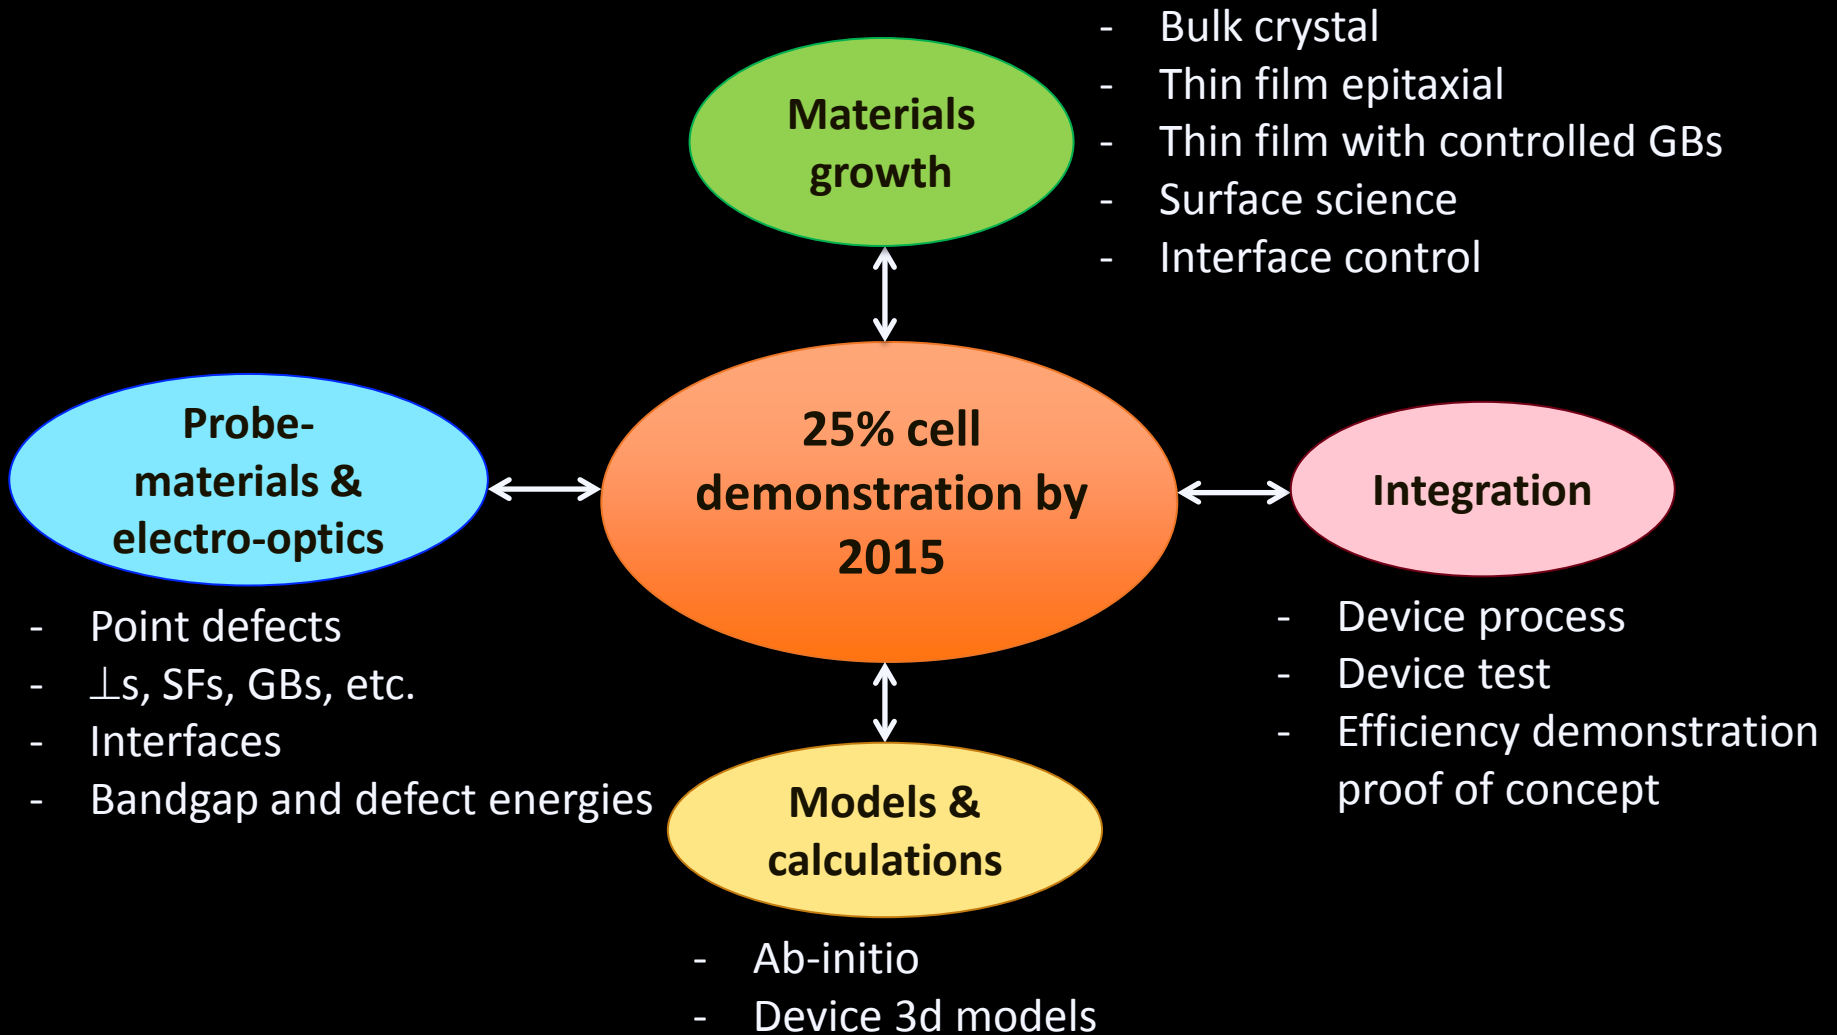 - Bulk crystal
- Thin film epitaxial
- Thin film with controlled GBs
- Surface science
- Interface control
Materials
growth
Probe-
materials &
electro-optics
25% cell
demonstration by
2015
Integration
- Point defects
- ⊥s, SFs, GBs, etc.
- Interfaces
- Bandgap and defect energies
- Device process
- Device test
- Efficiency demonstration
proof of concept
Models &
calculations
- Ab-initio
- Device 3d models